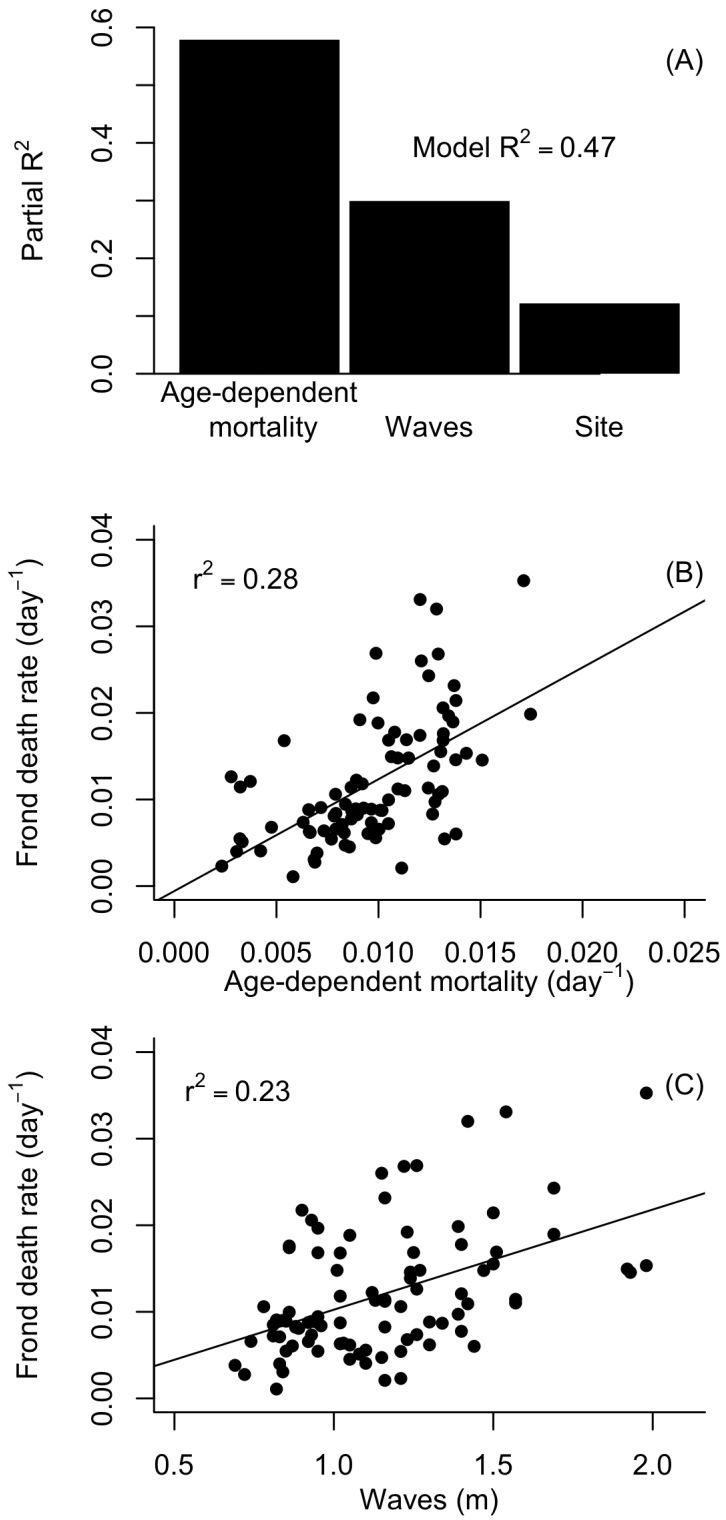 (A)
Model R² = 0.47
Partial R²
0.6
0.4
0.2
0.0
Age-dependent
mortality
Waves
Site
(B)
r² = 0.28
Frond death rate (day⁻¹)
0.04
0.03
0.02
0.01
0.00
0.000 0.005 0.010 0.015 0.020 0.025
Age-dependent mortality (day⁻¹)
(C)
r² = 0.23
Frond death rate (day⁻¹)
0.04
0.03
0.02
0.01
0.00
0.5 1.0 1.5 2.0
Waves (m)